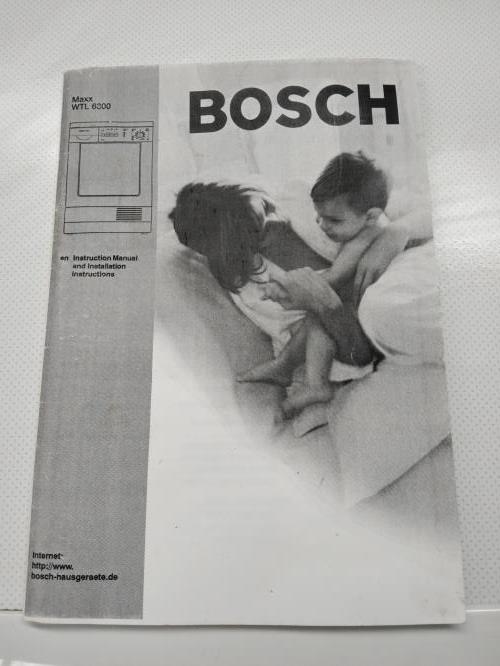 Maxx
WTL 6300
BOSCH
en Instruction Manual
and Installation
Instructions
Internet:
http://www.
bosch-hausgeraete.de